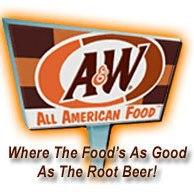 A&W
ALL AMERICAN FOOD
Where The Food's As Good
As The Root Beer!